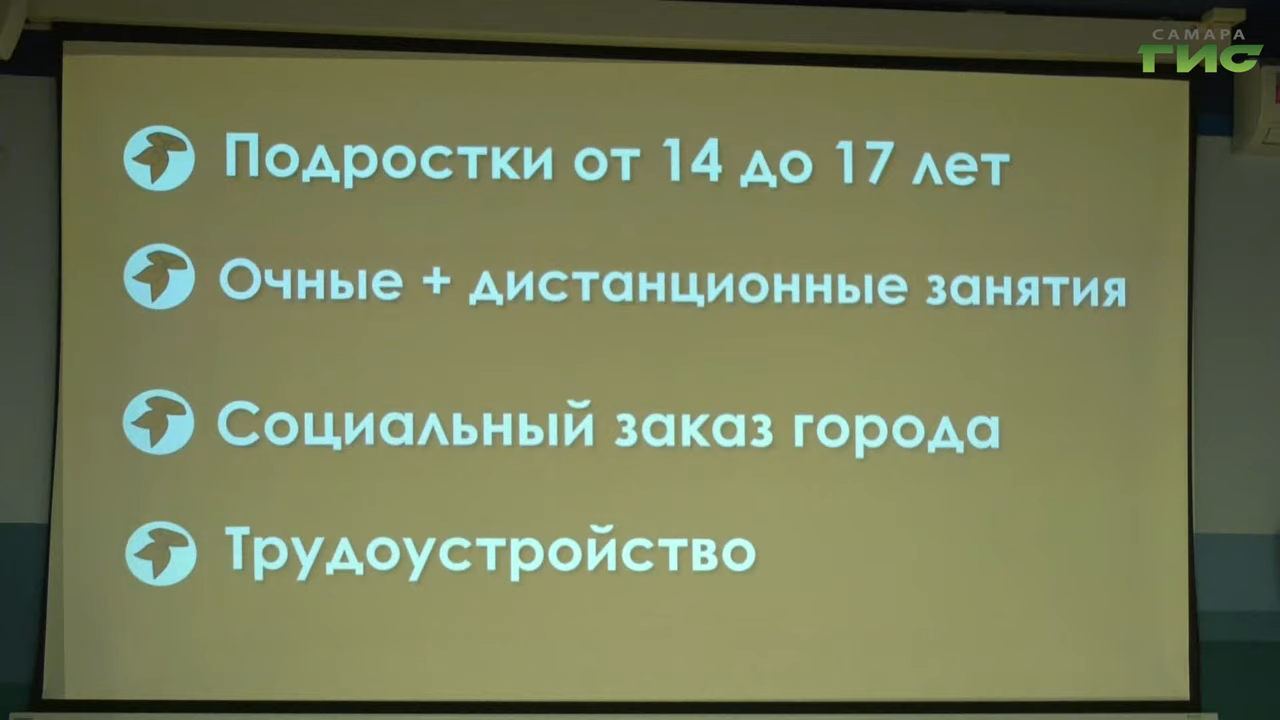 САМАРА
ГИС
Подростки от 14 до 17 лет
Очные + дистанционные занятия
Социальный заказ города
Трудоустройство